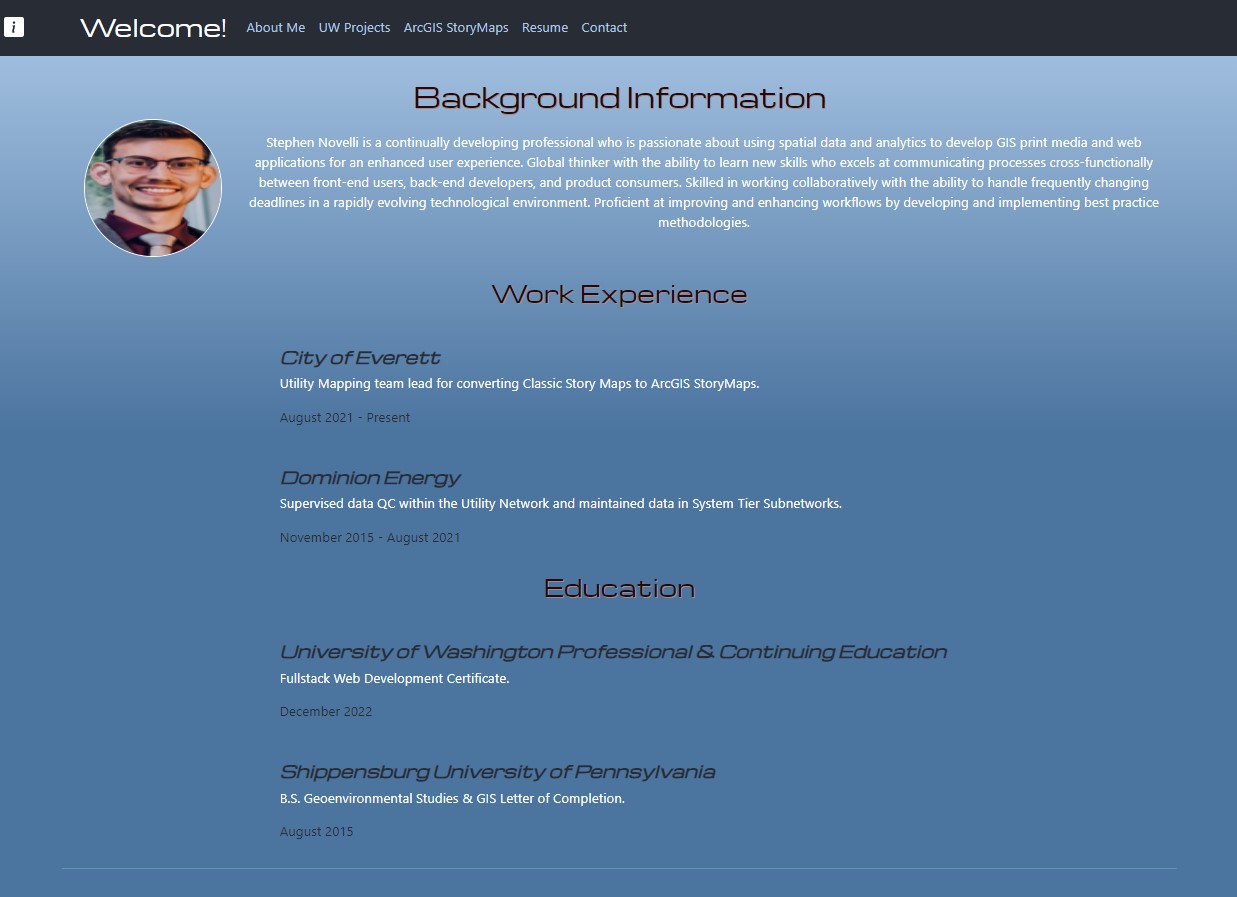 i
Welcome! About Me UW Projects ArcGIS StoryMaps Resume Contact
Background Information
Stephen Novelli is a continually developing professional who is passionate about using spatial data and analytics to develop GIS print media and web
applications for an enhanced user experience. Global thinker with the ability to learn new skills who excels at communicating processes cross-functionally
between front-end users, back-end developers, and product consumers. Skilled in working collaboratively with the ability to handle frequently changing
deadlines in a rapidly evolving technological environment. Proficient at improving and enhancing workflows by developing and implementing best practice
methodologies.
Work Experience
City of Everett
Utility Mapping team lead for converting Classic Story Maps to ArcGIS StoryMaps.
August 2021 - Present
Dominion Energy
Supervised data QC within the Utility Network and maintained data in System Tier Subnetworks.
November 2015 - August 2021
Education
University of Washington Professional & Continuing Education
Fullstack Web Development Certificate.
December 2022
Shippensburg University of Pennsylvania
B.S. Geoenvironmental Studies & GIS Letter of Completion.
August 2015